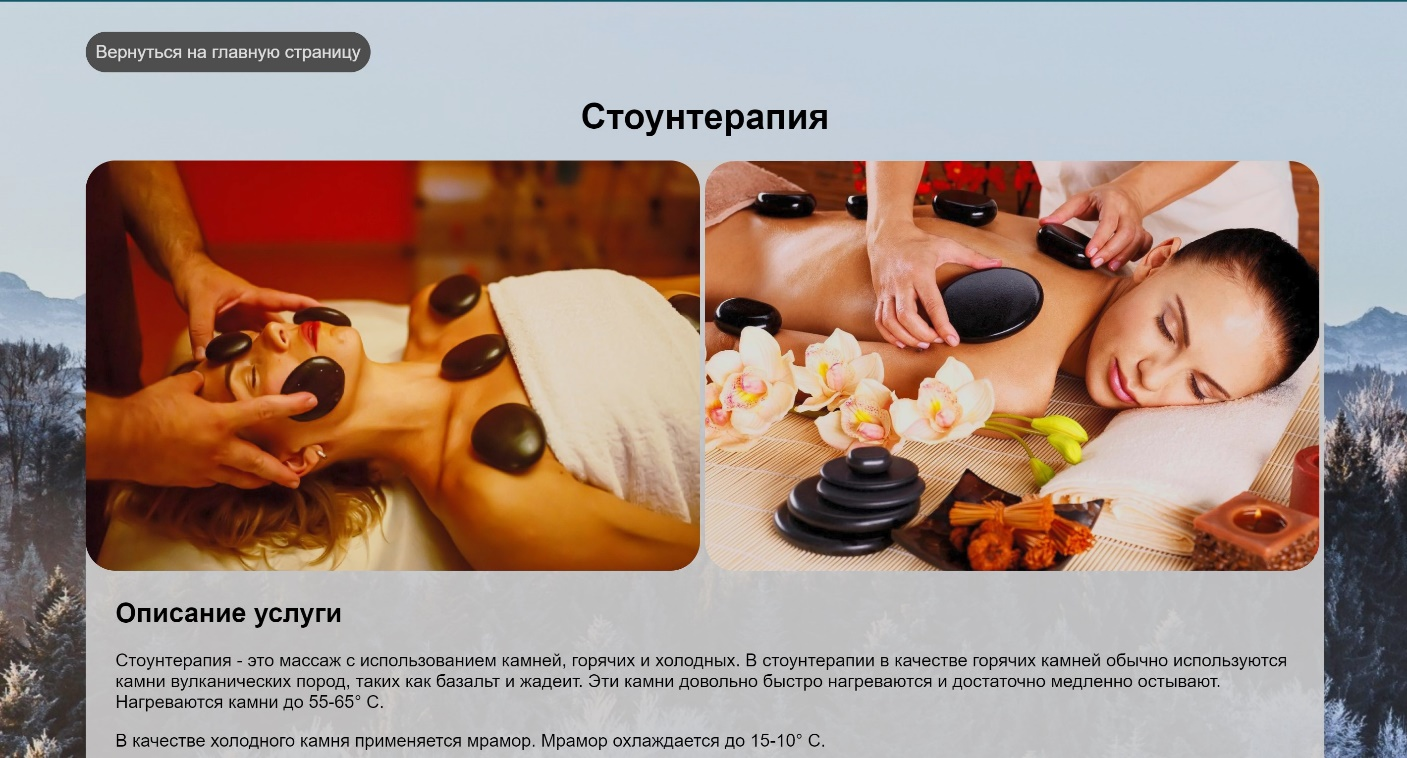 Вернуться на главную страницу
Стоунтерапия
Описание услуги
Стоунтерапия - это массаж с использованием камней, горячих и холодных. В стоунтерапии в качестве горячих камней обычно используются
камни вулканических пород, таких как базальт и жадеит. Эти камни довольно быстро нагреваются и достаточно медленно остывают.
Нагреваются камни до 55-65° С.
В качестве холодного камня применяется мрамор. Мрамор охлаждается до 15-10° С.